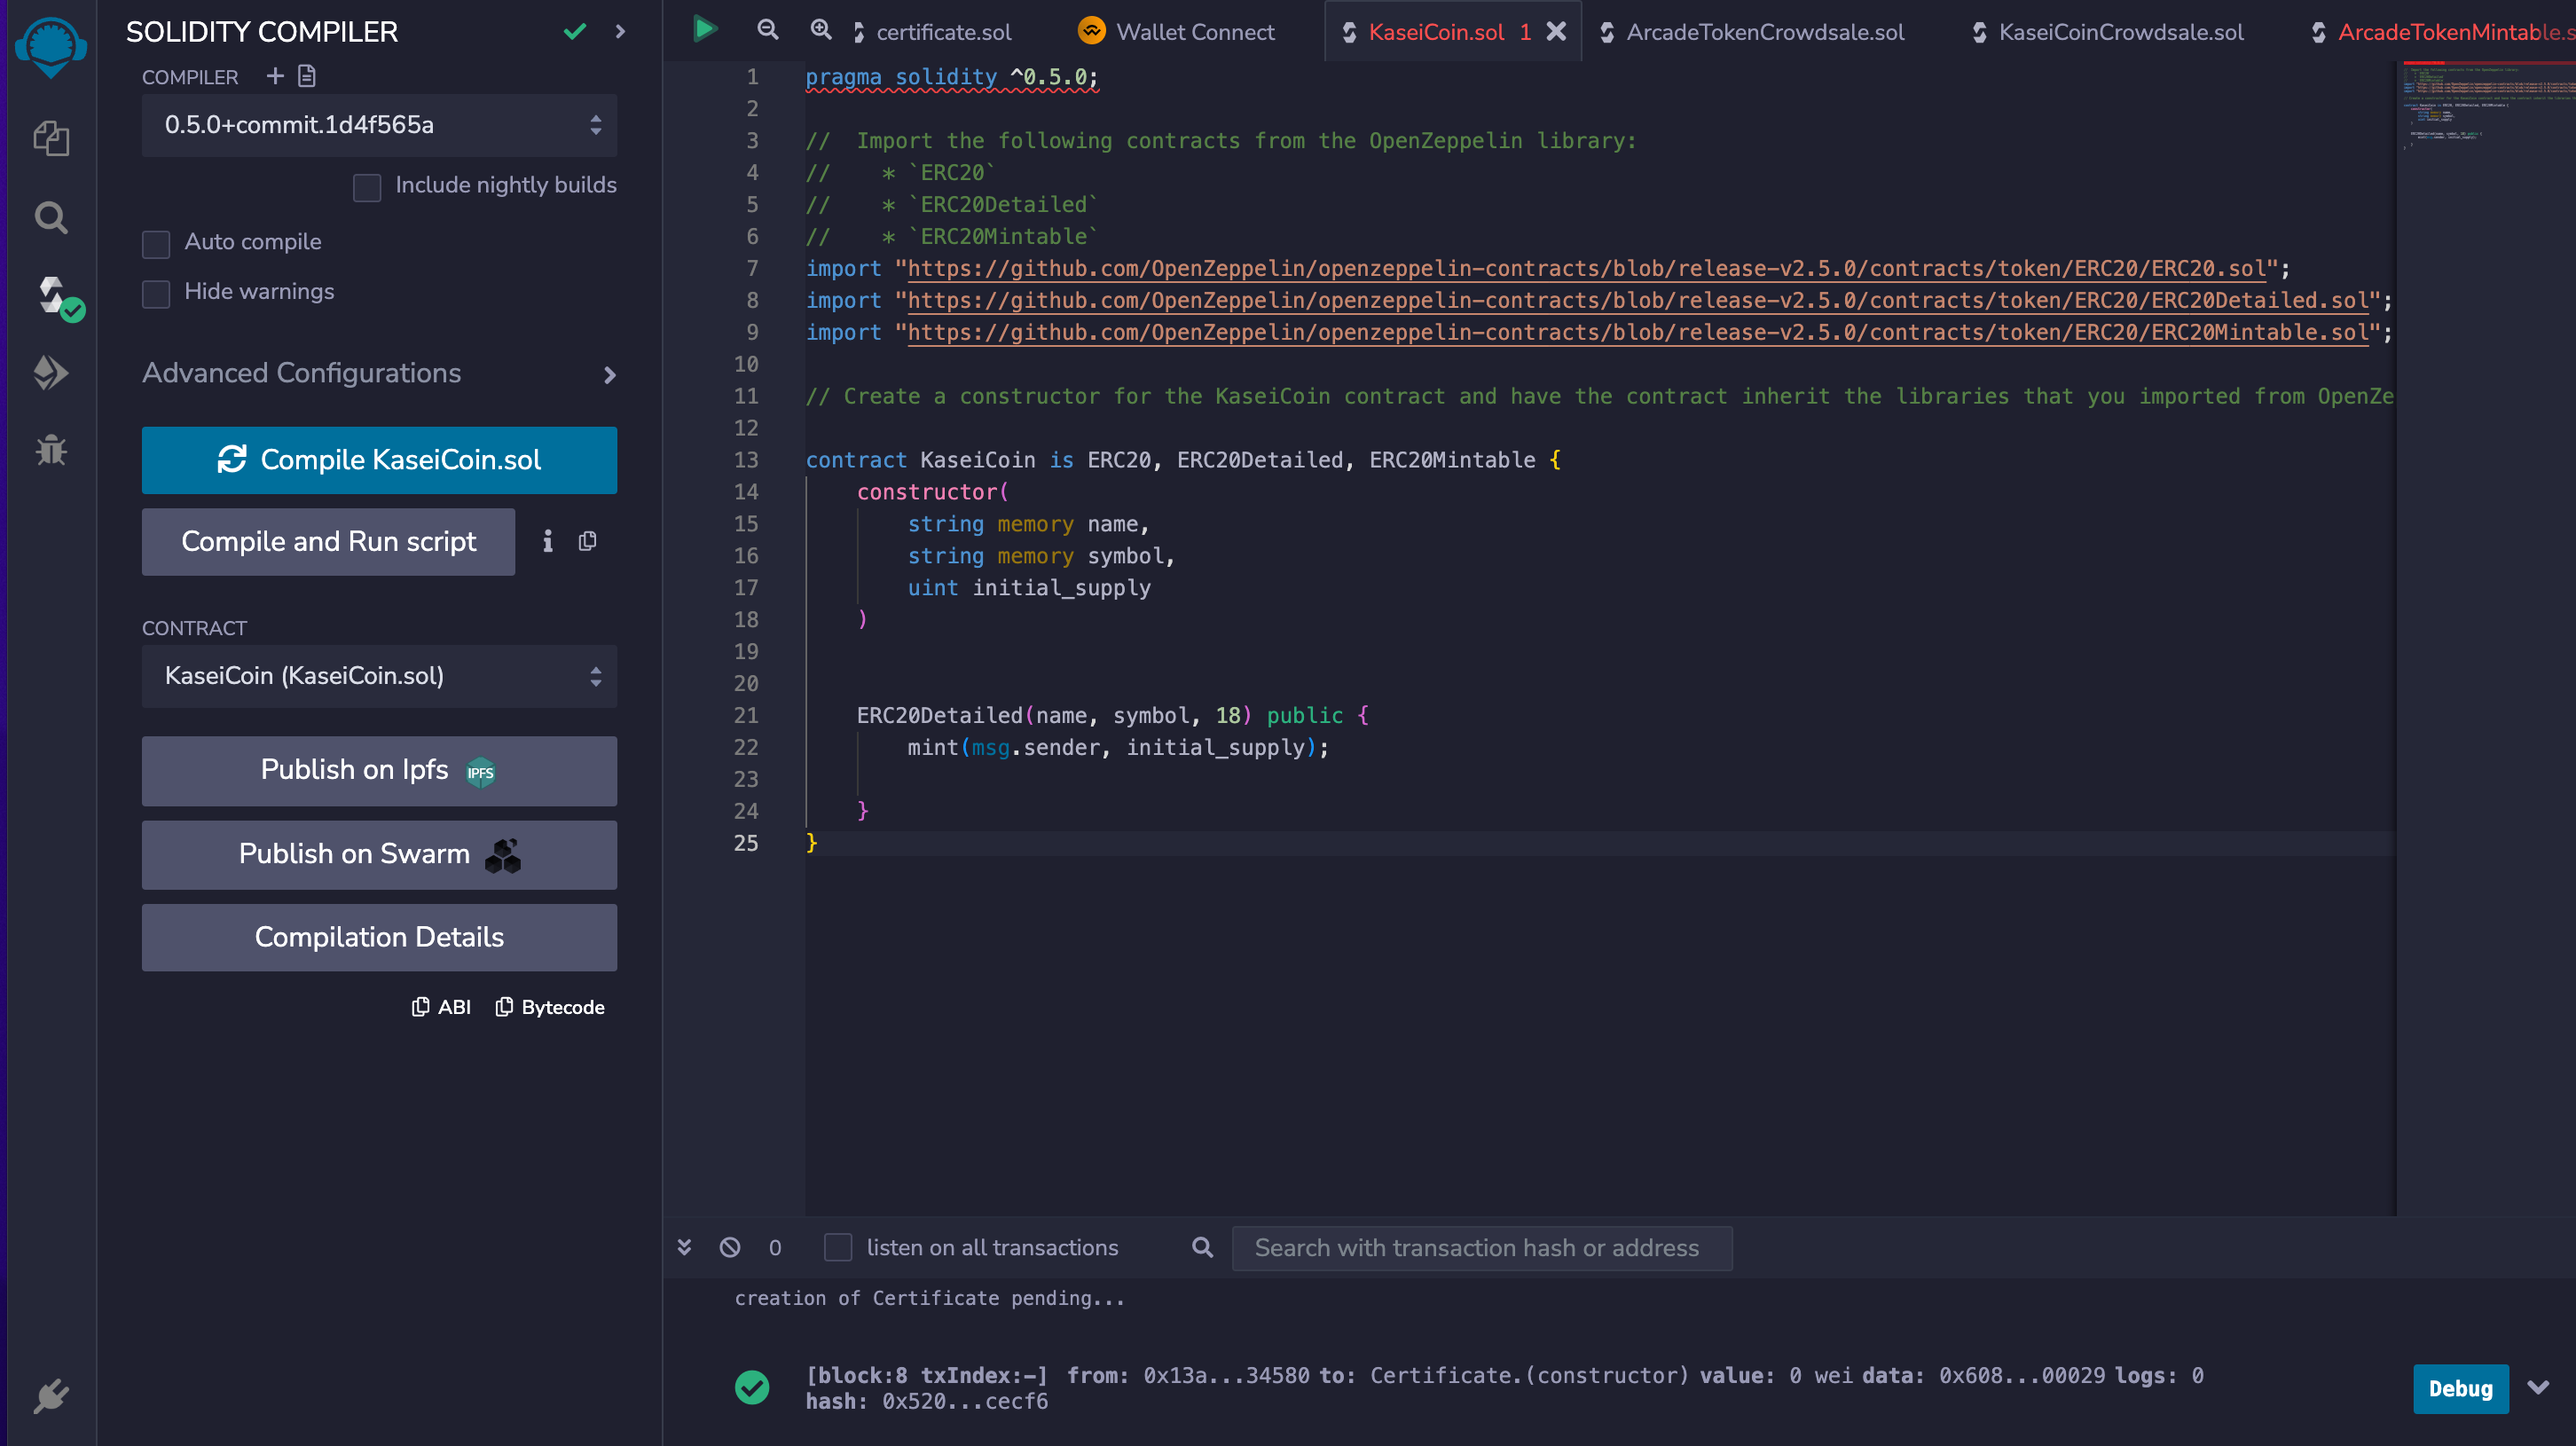 SOLIDITY COMPILER
COMPILER
0.5.0+commit.1d4f565a
Include nightly builds
Auto compile
Hide warnings
Advanced Configurations
Compile KaseiCoin.sol
Compile and Run script
CONTRACT
KaseiCoin (KaseiCoin.sol)
Publish on Ipfs IPFS
Publish on Swarm
Compilation Details
ABI Bytecode
certificate.sol Wallet Connect KaseiCoin.sol 1 ArcadeTokenCrowdsale.sol KaseiCoinCrowdsale.sol ArcadeTokenMintable.s
1 pragma solidity ^0.5.0;
2
3 //  Import the following contracts from the OpenZeppelin library:
4 //    * `ERC20`
5 //    * `ERC20Detailed`
6 //    * `ERC20Mintable`
7 import "https://github.com/OpenZeppelin/openzeppelin-contracts/blob/release-v2.5.0/contracts/token/ERC20/ERC20.sol";
8 import "https://github.com/OpenZeppelin/openzeppelin-contracts/blob/release-v2.5.0/contracts/token/ERC20/ERC20Detailed.sol";
9 import "https://github.com/OpenZeppelin/openzeppelin-contracts/blob/release-v2.5.0/contracts/token/ERC20/ERC20Mintable.sol";
10
11 // Create a constructor for the KaseiCoin contract and have the contract inherit the libraries that you imported from OpenZe
12
13 contract KaseiCoin is ERC20, ERC20Detailed, ERC20Mintable {
14     constructor(
15         string memory name,
16         string memory symbol,
17         uint initial_supply
18     )
19
20
21     ERC20Detailed(name, symbol, 18) public {
22         mint(msg.sender, initial_supply);
23
24     }
25 }
0 listen on all transactions Search with transaction hash or address
creation of Certificate pending...
[block:8 txIndex:-] from: 0x13a...34580 to: Certificate.(constructor) value: 0 wei data: 0x608...00029 logs: 0
hash: 0x520...cecf6
Debug